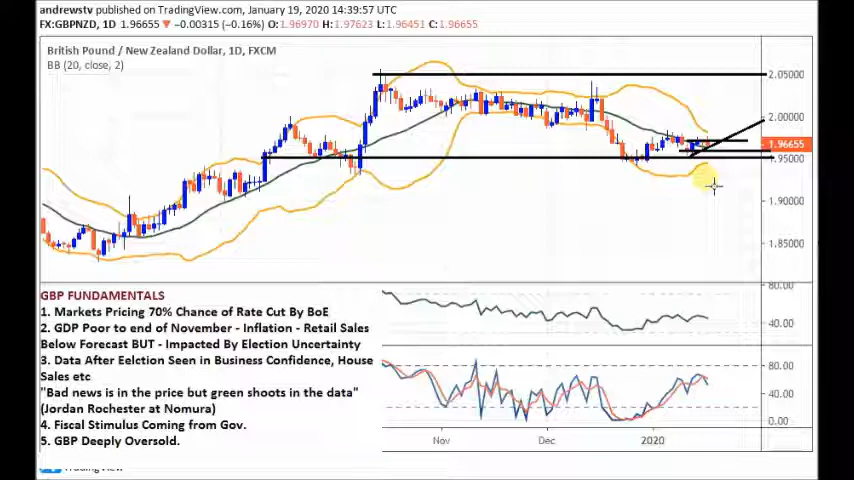 andrewstv published on TradingView.com, January 19, 2020 14:39:57 UTC
FX:GBPNZD, 1D 1.96655 ▼ −0.00315 (−0.16%) O:1.96970 H:1.97623 L:1.96451 C:1.96655
British Pound / New Zealand Dollar, 1D, FXCM
BB (20, close, 2)
2.05000
2.00000
1.96655
1.95000
1.90000
1.85000
GBP FUNDAMENTALS
1. Markets Pricing 70% Chance of Rate Cut By BoE
2. GDP Poor to end of November - Inflation - Retail Sales
Below Forecast BUT - Impacted By Election Uncertainty
3. Data After Eelction Seen in Business Confidence, House
Sales etc
"Bad news is in the price but green shoots in the data"
(Jordan Rochester at Nomura)
4. Fiscal Stimulus Coming from Gov.
5. GBP Deeply Oversold.
80.00
40.00
80.00
40.00
0.00
Nov
Dec
2020
TradingView